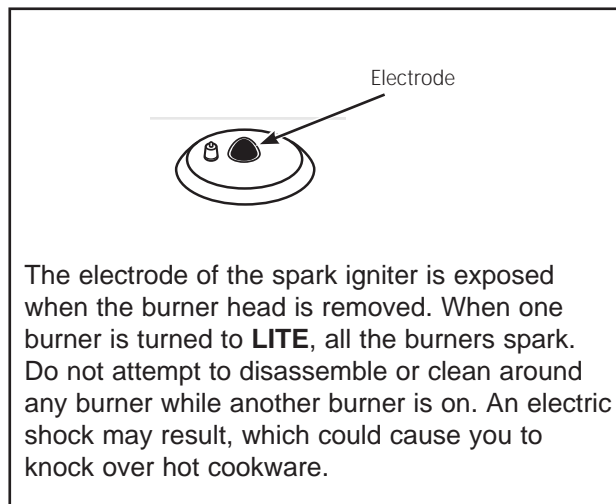 Electrode
The electrode of the spark igniter is exposed
when the burner head is removed. When one
burner is turned to LITE, all the burners spark.
Do not attempt to disassemble or clean around
any burner while another burner is on. An electric
shock may result, which could cause you to
knock over hot cookware.